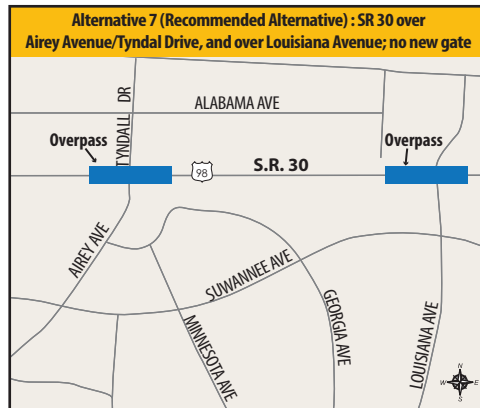 Alternative 7 (Recommended Alternative) : SR 30 over
Airey Avenue/Tyndal Drive, and over Louisiana Avenue; no new gate
TYNDALL DR
ALABAMA AVE
Overpass
Overpass
98
S.R. 30
AIREY AVE
SUWANNEE AVE
MINNESOTA AVE
GEORGIA AVE
LOUISIANA AVE
N
W
E
S